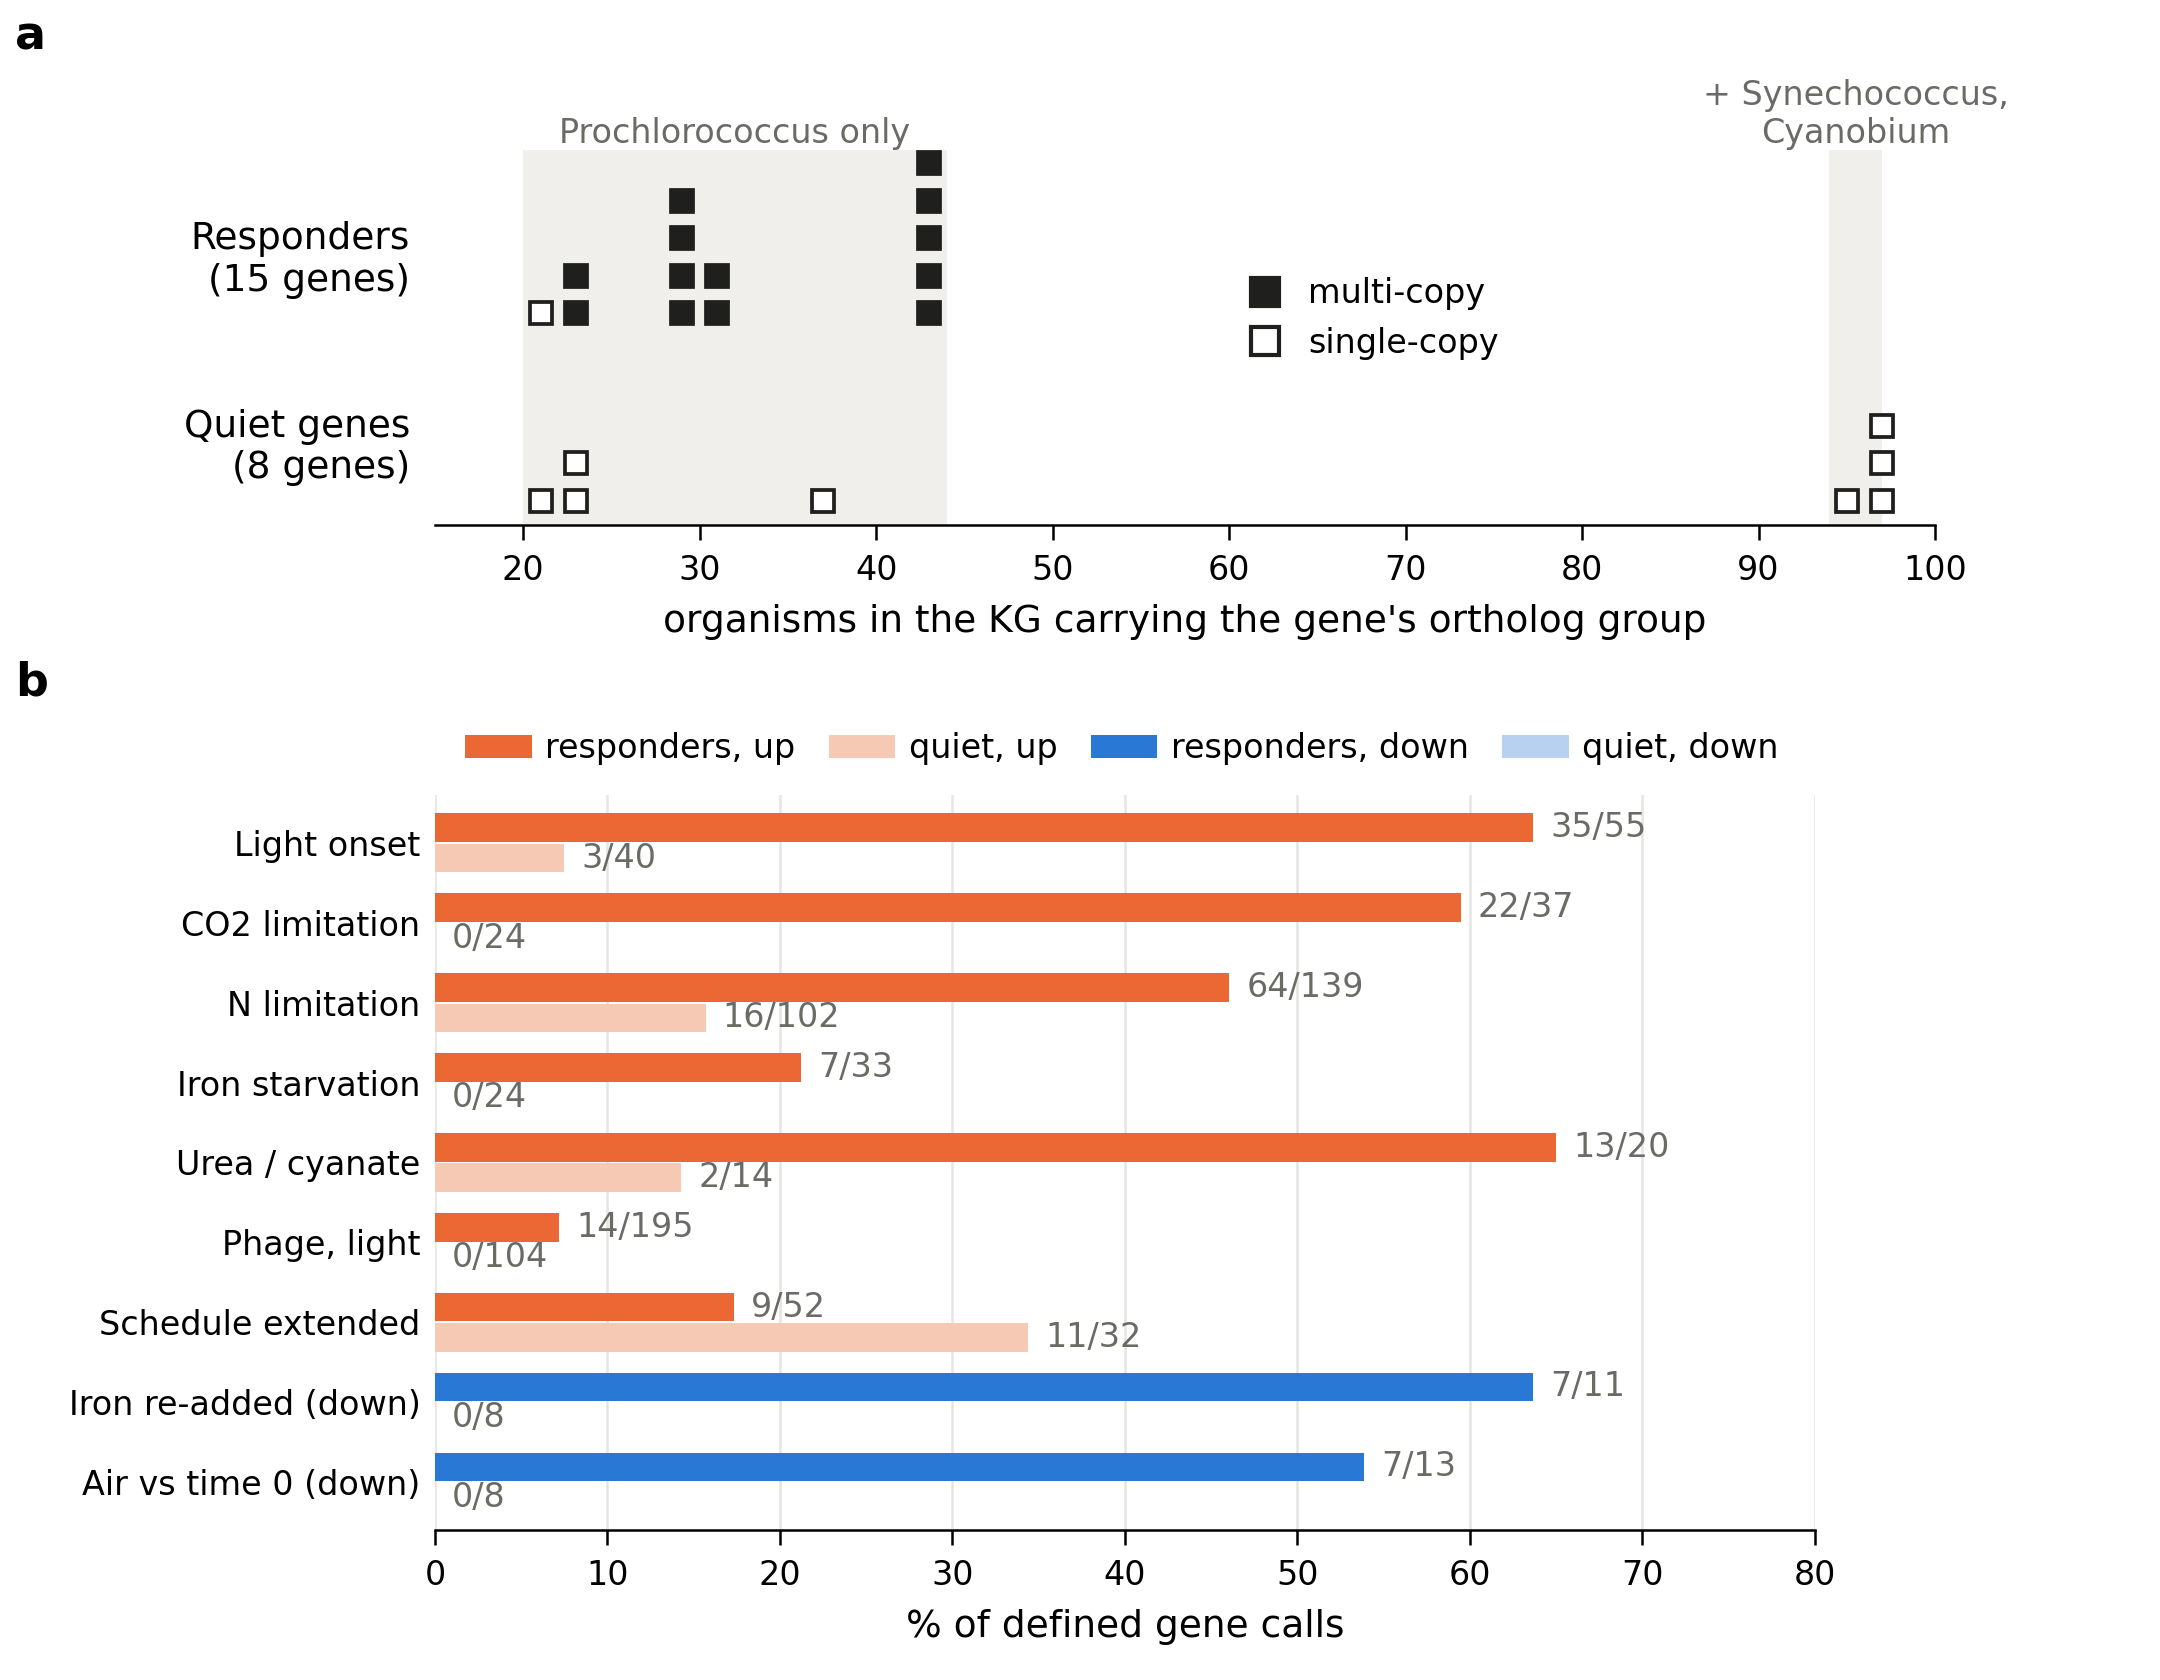 a
+ Synechococcus,
Cyanobium
Prochlorococcus only
Responders
(15 genes)
multi-copy
single-copy
Quiet genes
(8 genes)
20 30 40 50 60 70 80 90 100
organisms in the KG carrying the gene's ortholog group
b
responders, up quiet, up responders, down quiet, down
Light onset 35/55
3/40
CO2 limitation 22/37
0/24
N limitation 64/139
16/102
Iron starvation 7/33
0/24
Urea / cyanate 13/20
2/14
Phage, light 14/195
0/104
Schedule extended 9/52
11/32
Iron re-added (down) 7/11
0/8
Air vs time 0 (down) 7/13
0/8
0 10 20 30 40 50 60 70 80
% of defined gene calls